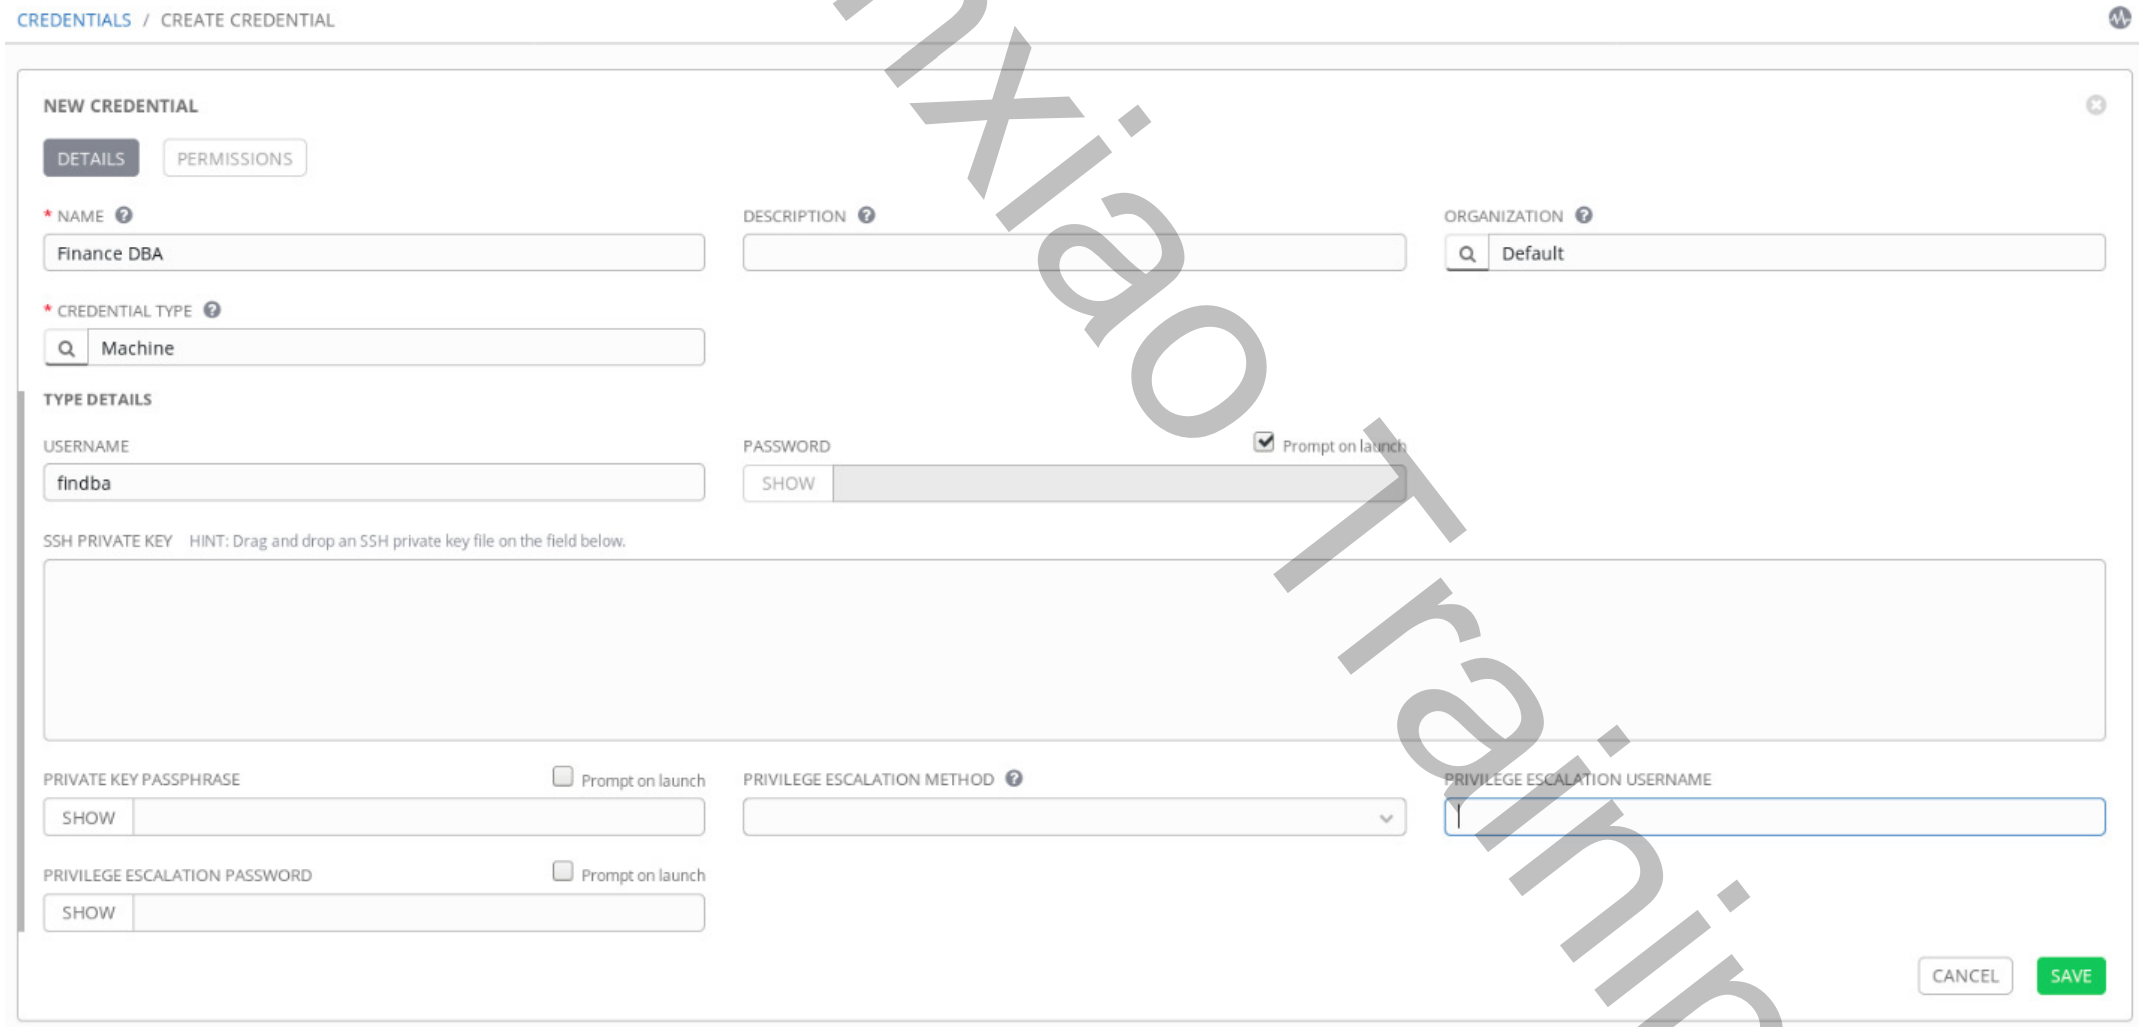 CREDENTIALS / CREATE CREDENTIAL
NEW CREDENTIAL
DETAILS PERMISSIONS
* NAME ? DESCRIPTION ? ORGANIZATION ?
Finance DBA Default
* CREDENTIAL TYPE ?
Machine
TYPE DETAILS
USERNAME PASSWORD Prompt on launch
findba SHOW
SSH PRIVATE KEY HINT: Drag and drop an SSH private key file on the field below.
PRIVATE KEY PASSPHRASE Prompt on launch PRIVILEGE ESCALATION METHOD ? PRIVILEGE ESCALATION USERNAME
SHOW
PRIVILEGE ESCALATION PASSWORD Prompt on launch
SHOW
CANCEL SAVE